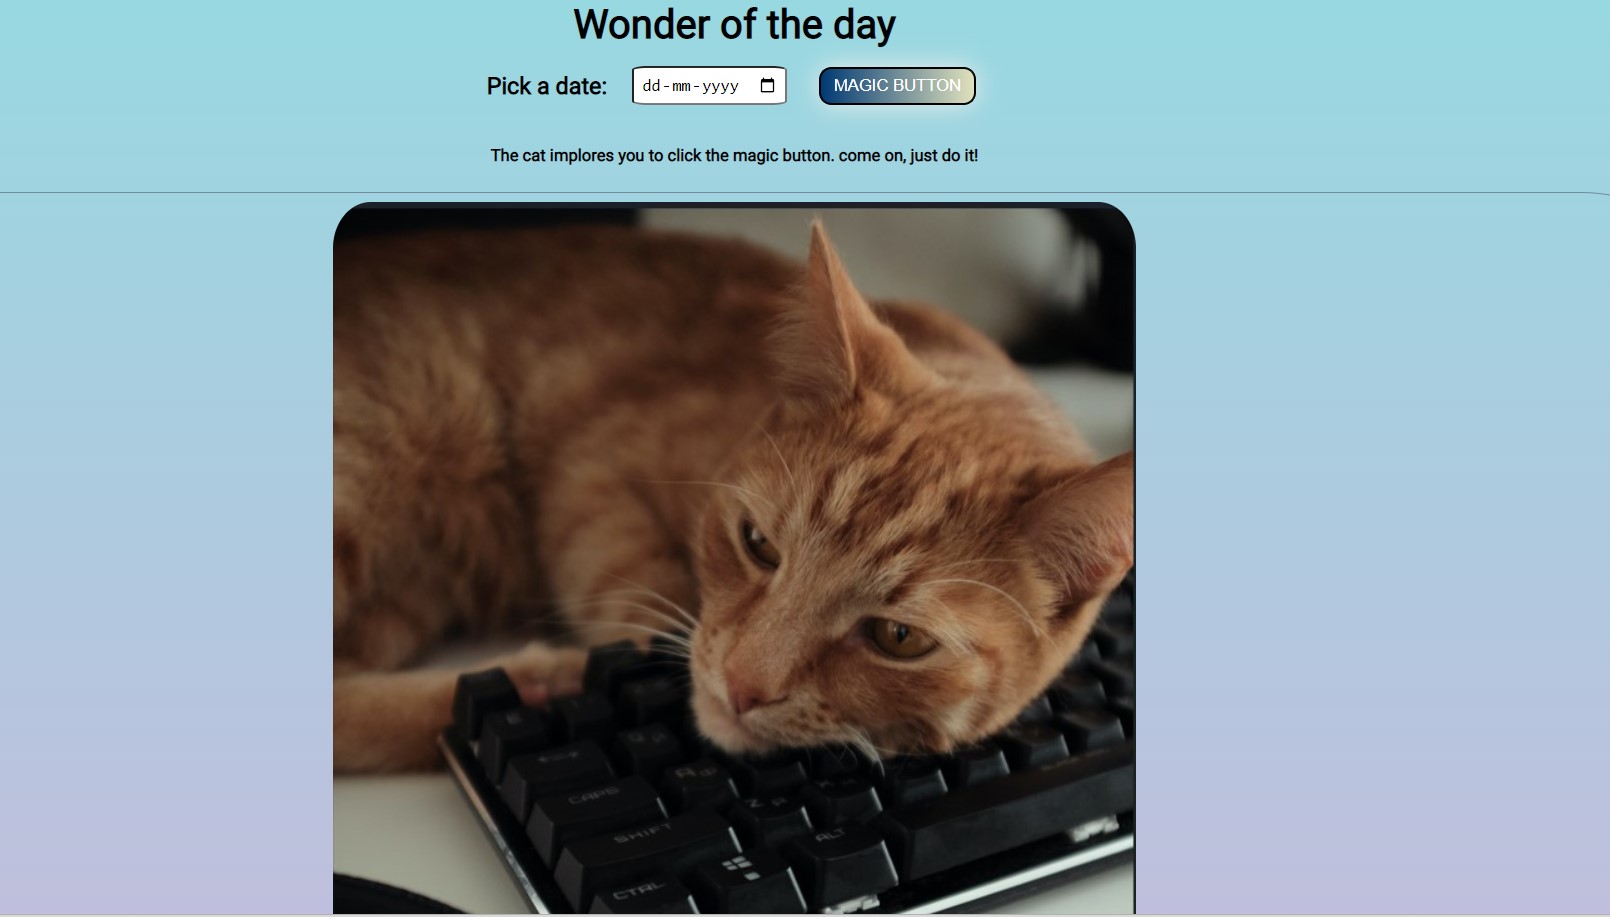 Wonder of the day
Pick a date: dd-mm-yyyy MAGIC BUTTON
The cat implores you to click the magic button. come on, just do it!
CAPS
Z
SHIFT
ALT
CTRL